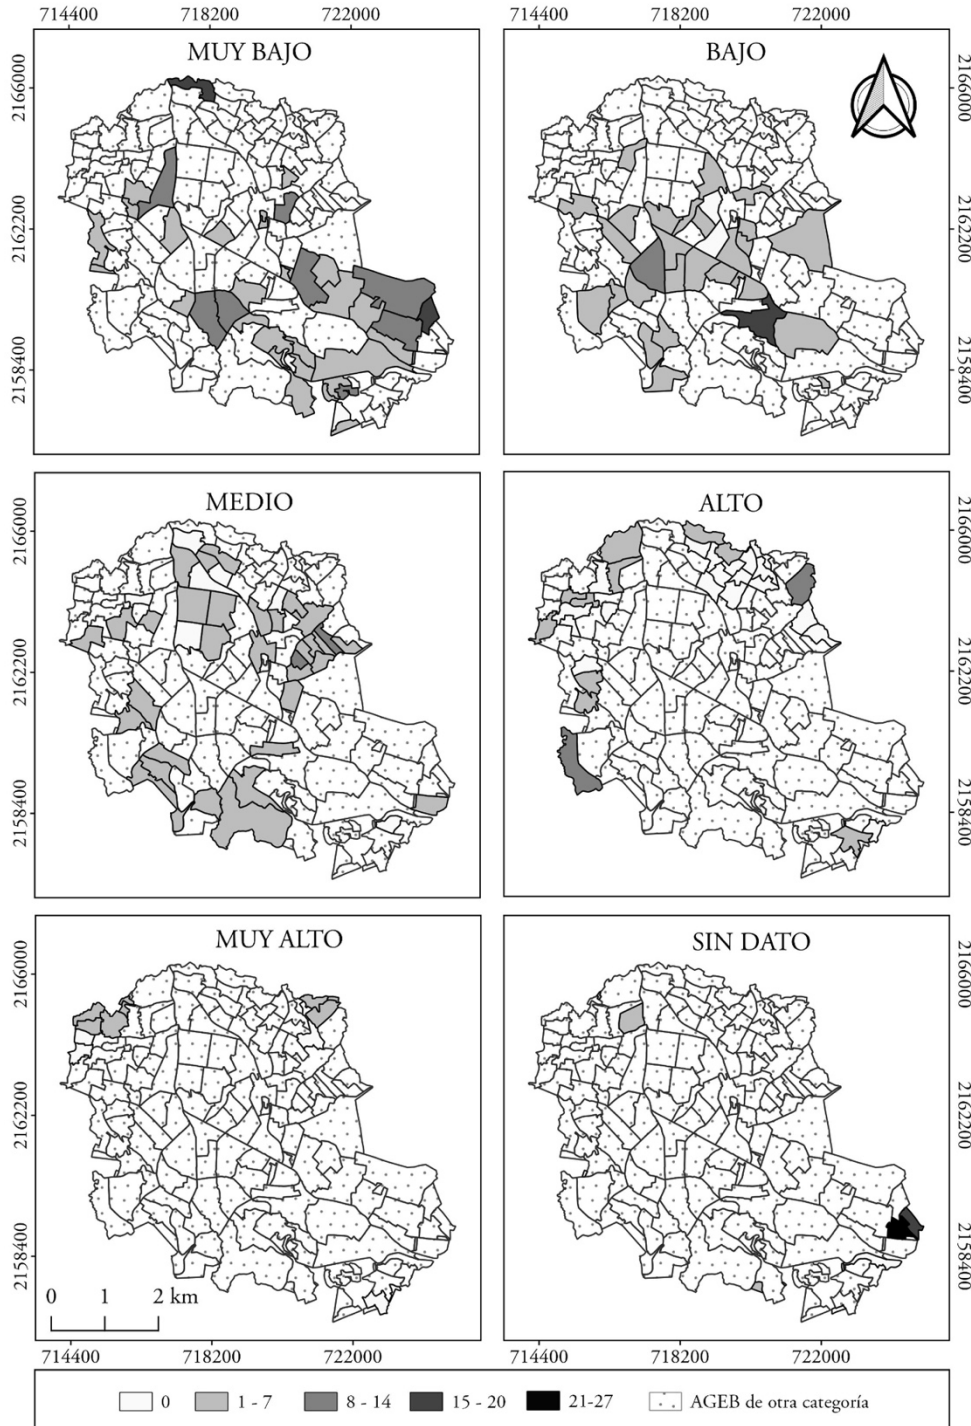 714400 718200 722000 714400 718200 722000
MUY BAJO BAJO
2166000 2166000
2162200 2162200
2158400 2158400
MEDIO ALTO
2166000 2166000
2162200 2162200
2158400 2158400
MUY ALTO SIN DATO
2166000 2166000
2162200 2162200
2158400 2158400
0 1 2 km
714400 718200 722000 714400 718200 722000
0 1 - 7 8 - 14 15 - 20 21-27 AGEB de otra categoría